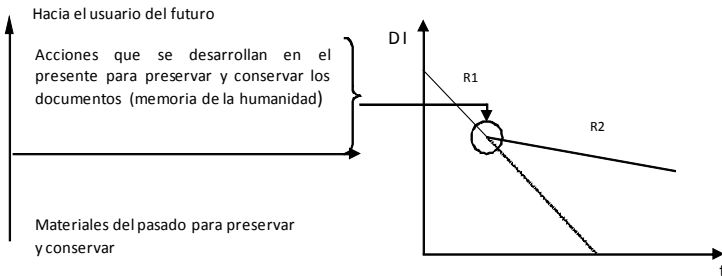 Hacia el usuario del futuro
Acciones que se desarrollan en el
presente para preservar y conservar los
documentos (memoria de la humanidad)
Materiales del pasado para preservar
y conservar
DI
R1
R2
t